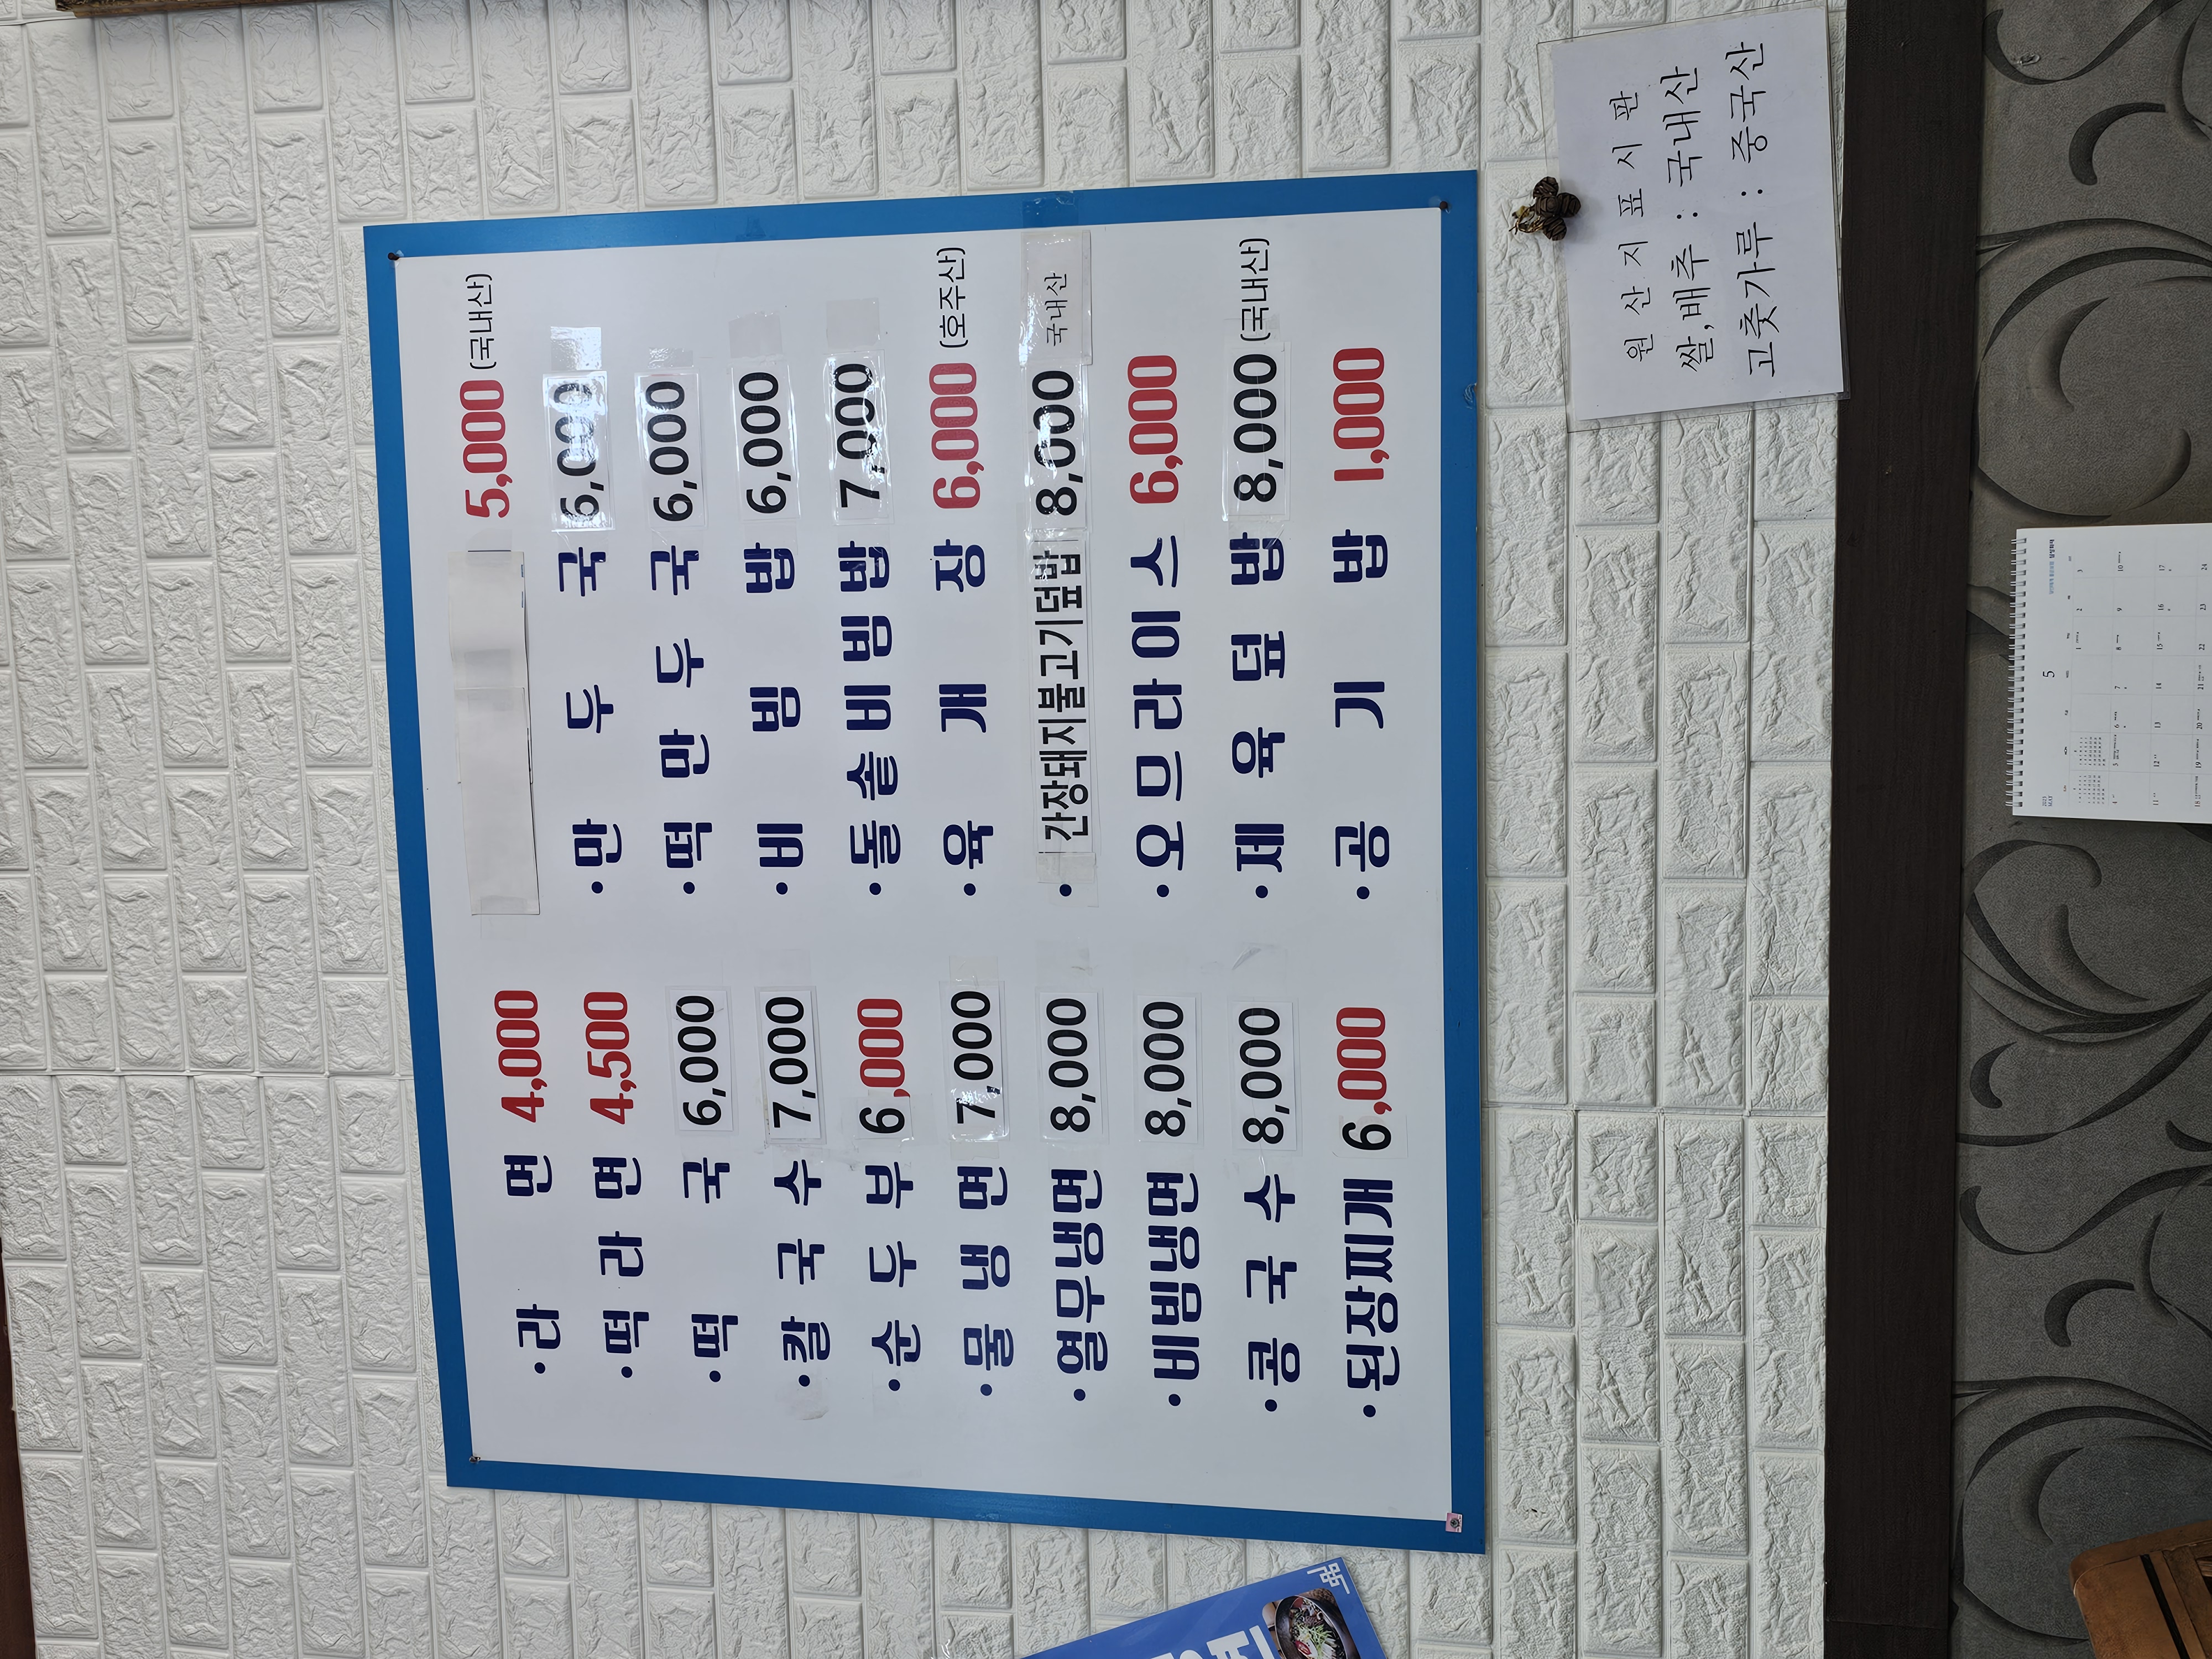 ·라 면 4,000
·떡 라 면 4,500
·떡 국 6,000
·칼 국 수 7,000
·순 두 부 6,000
·물 냉 면 7,000
·열무냉면 8,000
·비빔냉면 8,000
·콩 국 수 8,000
·된장찌개 6,000
5,000 (국내산)
·만 두 국 6,000
·떡 만 두 국 6,000
·비 빔 밥 6,000
·돌솥비빔밥 7,000
·육 개 장 6,000 (호주산)
·간장돼지불고기덮밥 8,000 국내산
·오므라이스 6,000
·제 육 덮 밥 8,000 (국내산)
·공 기 밥 1,000
원 산 지 표 시 판
쌀,배추 : 국내산
고춧가루 : 중국산
5